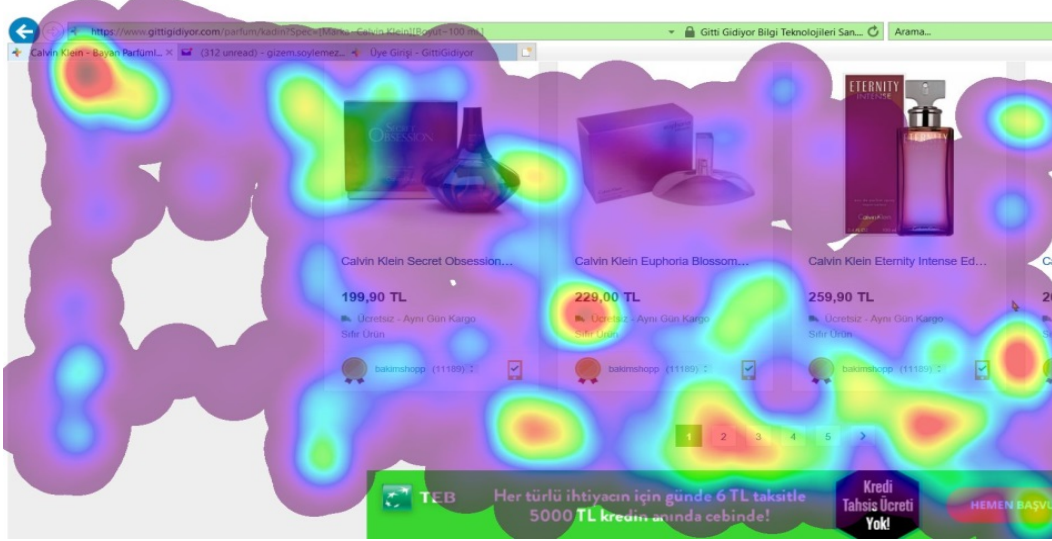 https://www.gittigidiyor.com/parfum/kadin?Spec=[Marka~Calvin Klein][Boyut~100 ml]
Gitti Gidiyor Bilgi Teknolojileri San...
Arama...
Calvin Klein - Bayan Parfüml...
(312 unread) - gizem.soylemez...
Üye Girişi - GittiGidiyor
ETERNITY
INTENSE
SECRET
OBSESSION
ETERNITY
Calvin Klein Secret Obsession...
Calvin Klein Euphoria Blossom...
Calvin Klein Eternity Intense Ed...
199,90 TL
229,00 TL
259,90 TL
Ücretsiz - Aynı Gün Kargo
Ücretsiz - Aynı Gün Kargo
Ücretsiz - Aynı Gün Kargo
Sıfır Ürün
Sıfır Ürün
Sıfır Ürün
bakimshopp (11189)
bakimshopp (11189)
bakimshopp (11189)
1 2 3 4 5 >
TEB
Her türlü ihtiyacın için günde 6 TL taksitle
5000 TL kredin anında cebinde!
Kredi
Tahsis Ücreti
Yok!
HEMEN BAŞVU